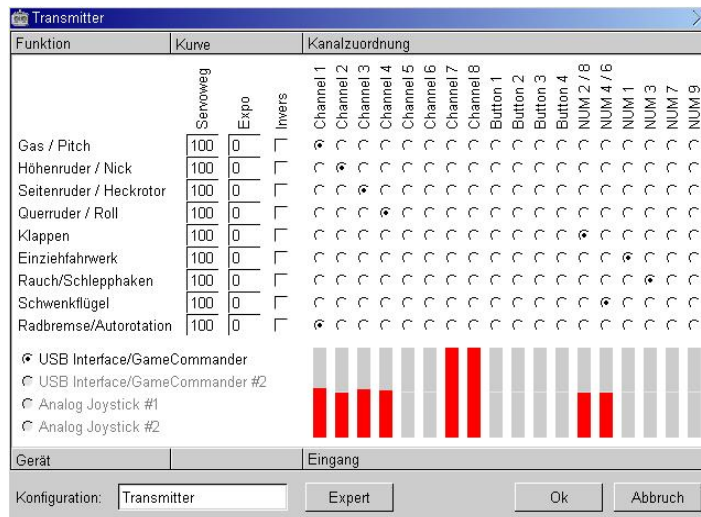 Transmitter
Funktion Kurve Kanalzuordnung
Servoweg Expo Invers Channel 1 Channel 2 Channel 3 Channel 4 Channel 5 Channel 6 Channel 7 Channel 8 Button 1 Button 2 Button 3 Button 4 NUM 2 / 8 NUM 4 / 6 NUM 1 NUM 3 NUM 7 NUM 9
Gas / Pitch 100 0
Höhenruder / Nick 100 0
Seitenruder / Heckrotor 100 0
Querruder / Roll 100 0
Klappen 100 0
Einziehfahrwerk 100 0
Rauch/Schlepphaken 100 0
Schwenkflügel 100 0
Radbremse/Autorotation 100 0
USB Interface/GameCommander
USB Interface/GameCommander #2
Analog Joystick #1
Analog Joystick #2
Gerät Eingang
Konfiguration: Transmitter Expert Ok Abbruch